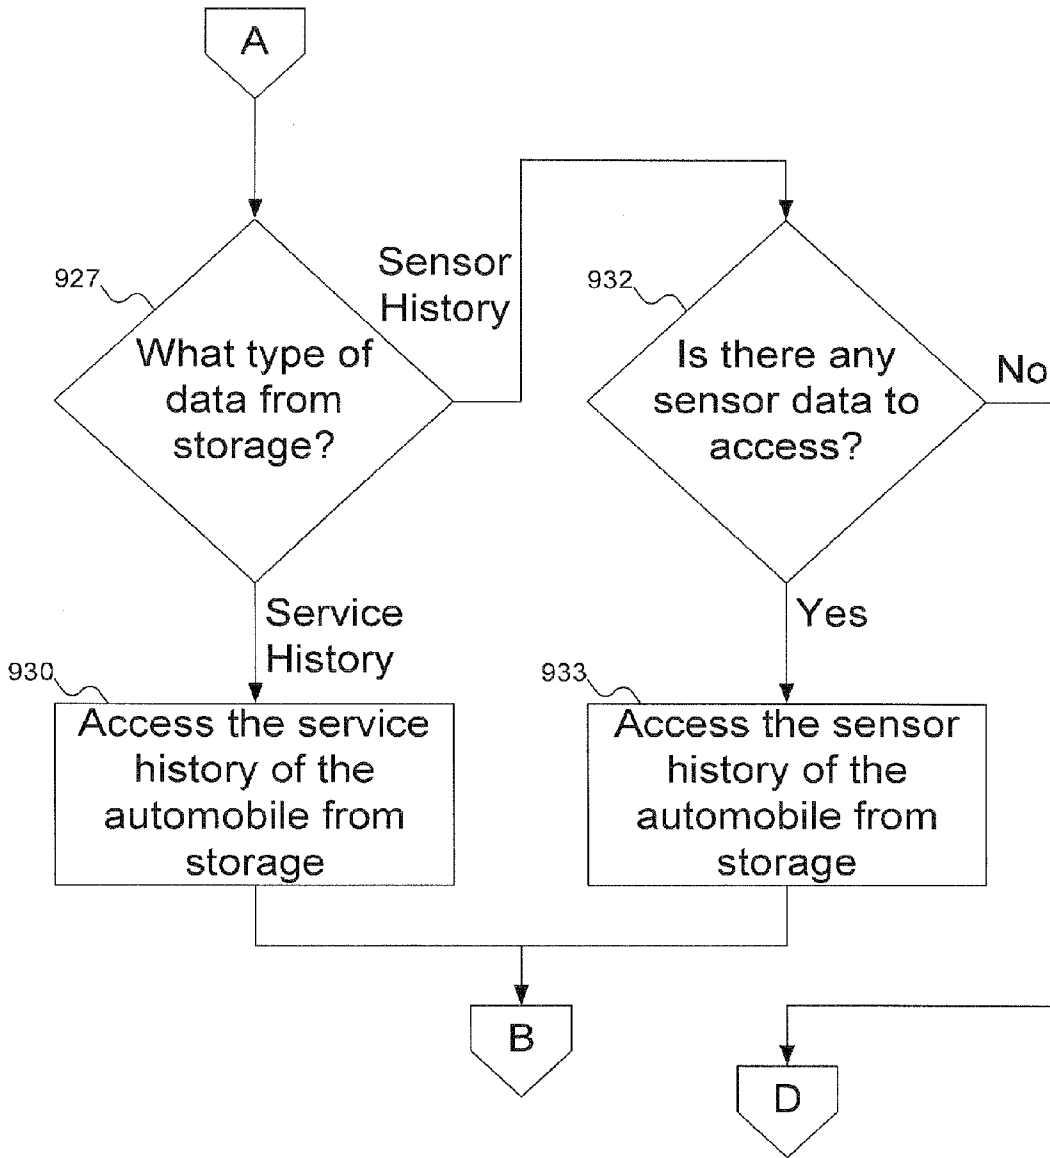 A
927
What type of
data from
storage?
Sensor
History
932
Is there any
sensor data to
access?
No
Service
History
Yes
930
Access the service
history of the
automobile from
storage
933
Access the sensor
history of the
automobile from
storage
B
D